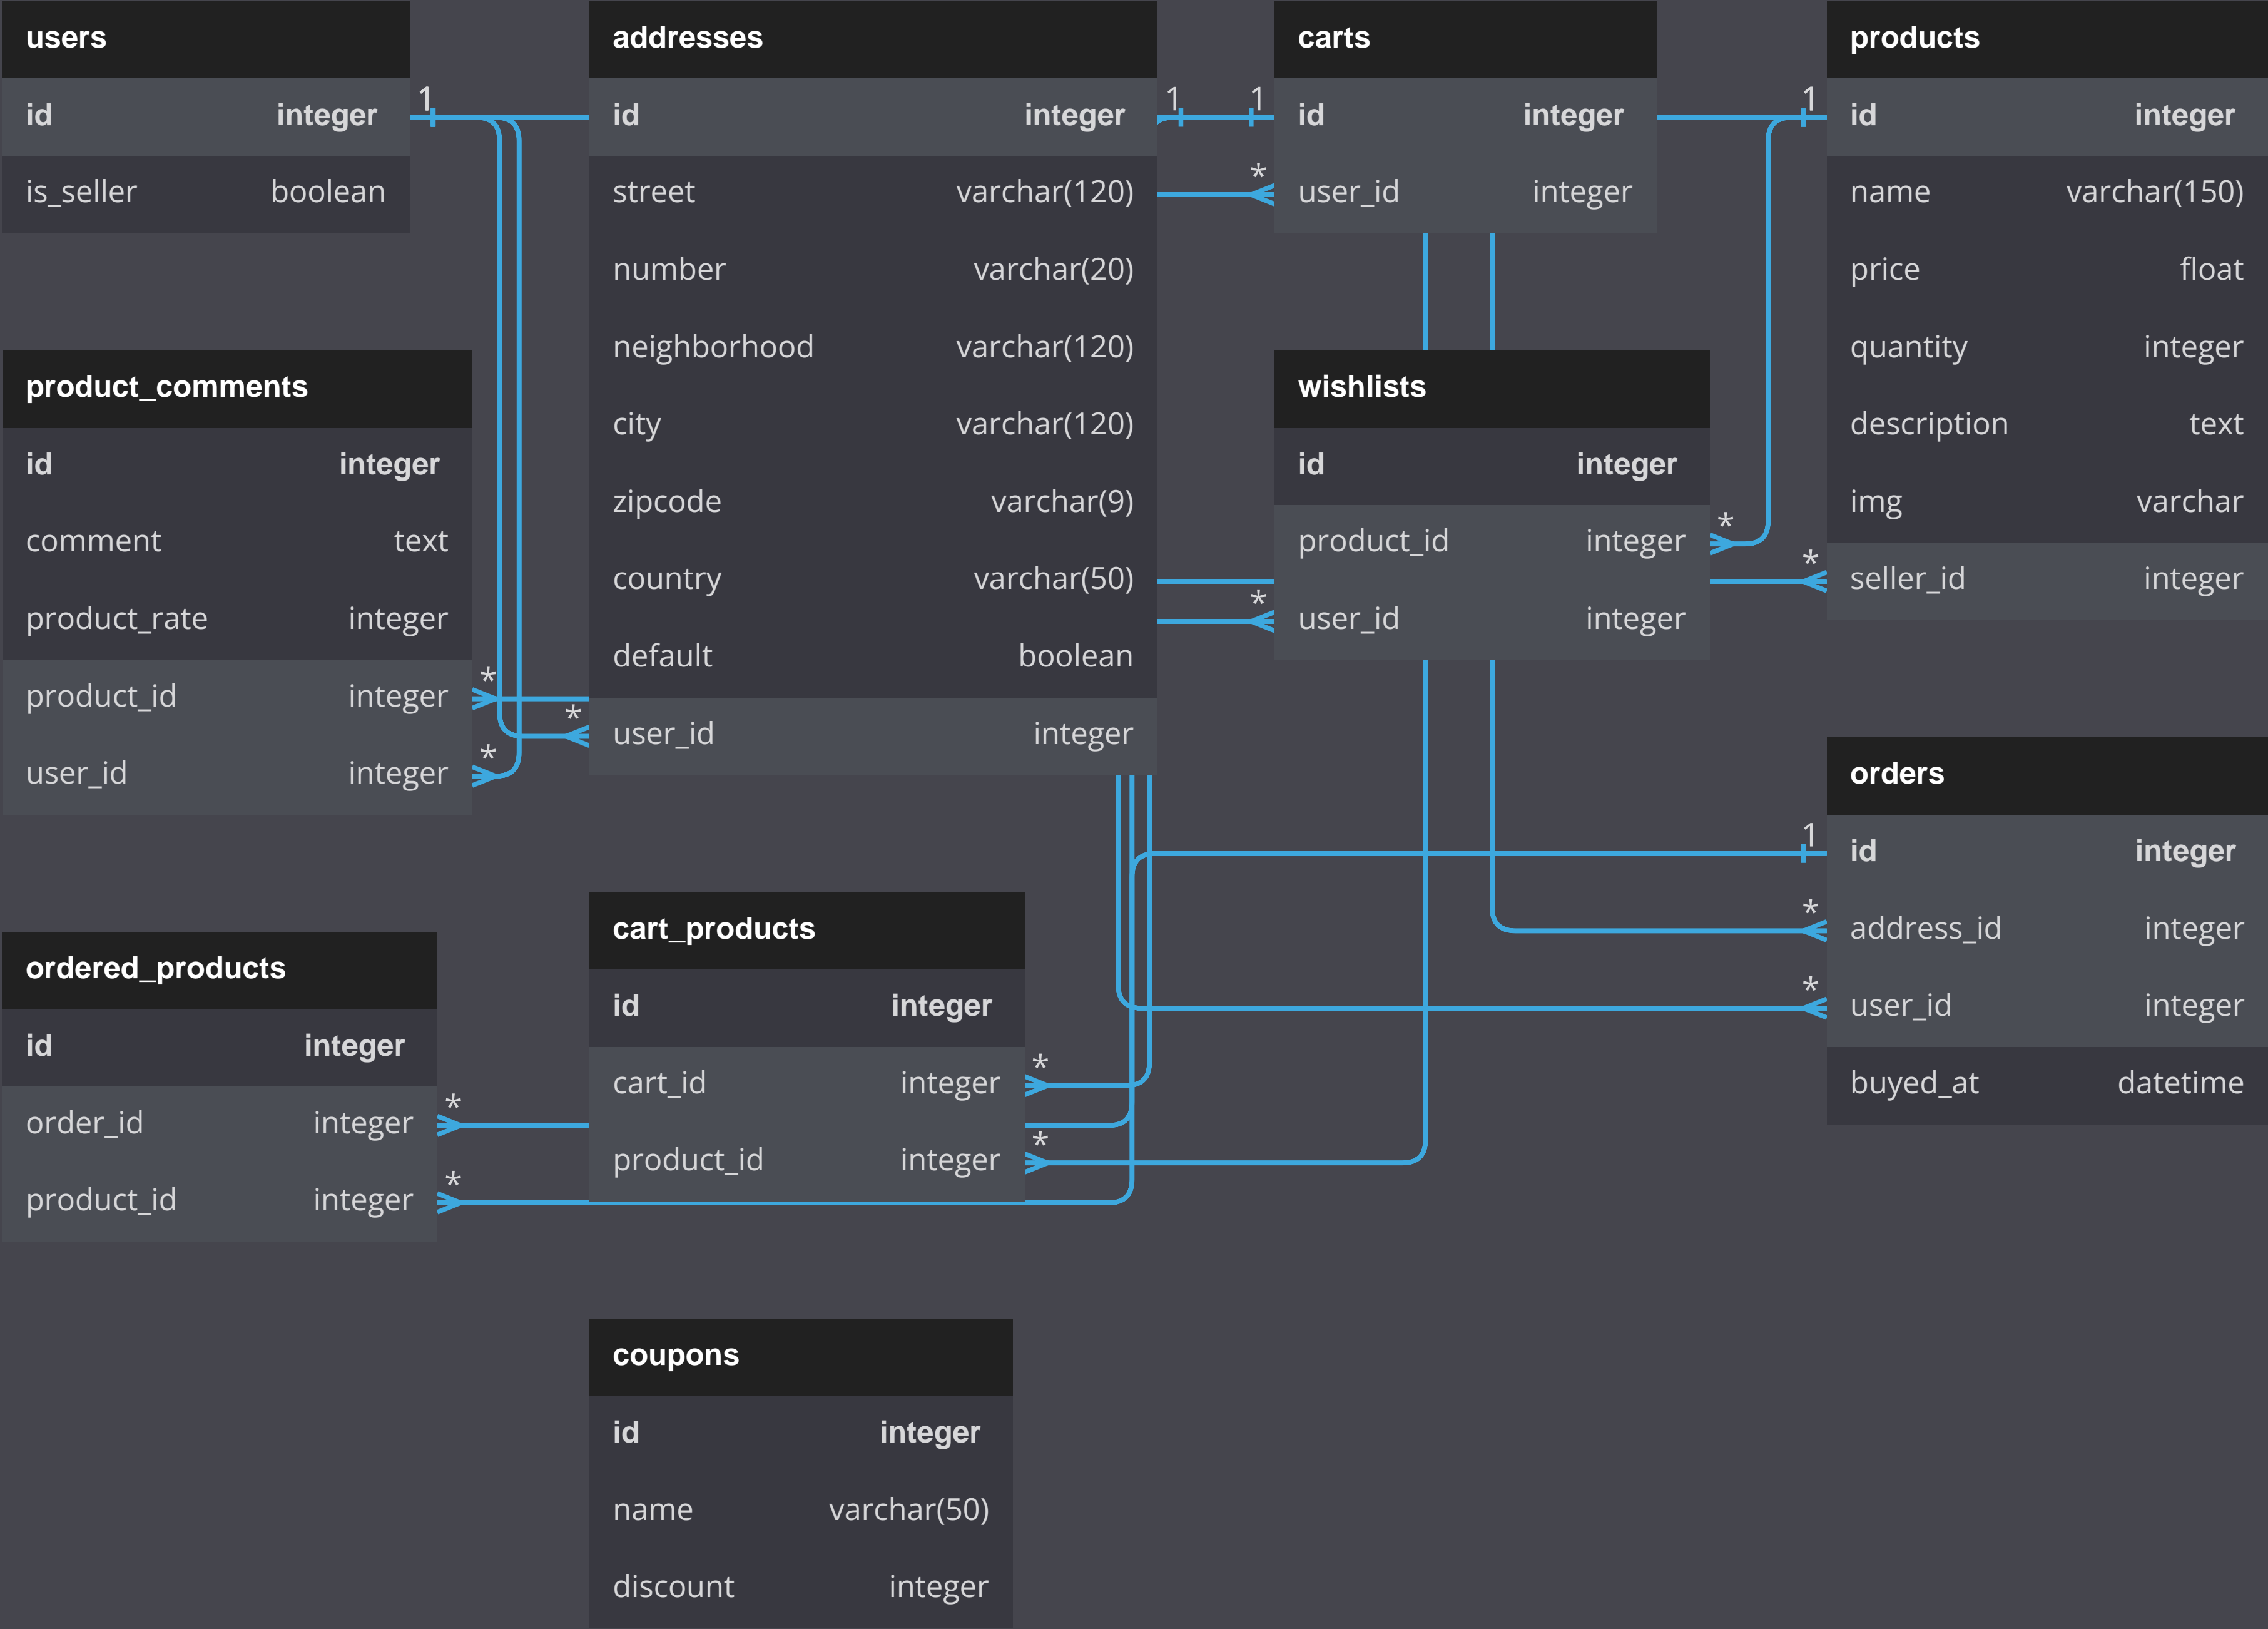 users
id integer
is_seller boolean
addresses
id integer
street varchar(120)
number varchar(20)
neighborhood varchar(120)
city varchar(120)
zipcode varchar(9)
country varchar(50)
default boolean
user_id integer
carts
id integer
user_id integer
products
id integer
name varchar(150)
price float
quantity integer
description text
img varchar
seller_id integer
product_comments
id integer
comment text
product_rate integer
product_id integer
user_id integer
wishlists
id integer
product_id integer
user_id integer
orders
id integer
address_id integer
user_id integer
buyed_at datetime
ordered_products
id integer
order_id integer
product_id integer
cart_products
id integer
cart_id integer
product_id integer
coupons
id integer
name varchar(50)
discount integer
1
1
1
1
1
*
*
*
*
*
*
*
*
*
*
*
*
*